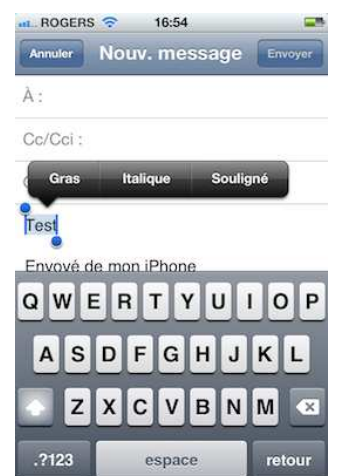 ROGERS 16:54
Annuler Nouv. message Envoyer
À :
Cc/Cci :
Gras Italique Souligné
Test
Envoyé de mon iPhone
Q W E R T Y U I O P
A S D F G H J K L
Z X C V B N M
.?123 espace retour